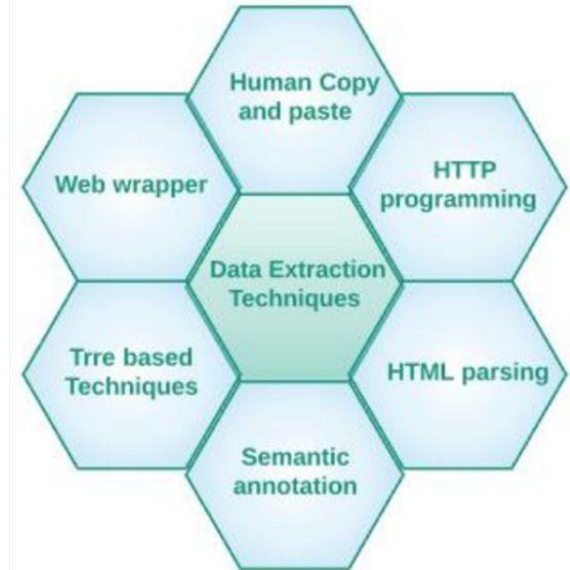 Human Copy
and paste
HTTP
programming
HTML parsing
Semantic
annotation
Trre based
Techniques
Web wrapper
Data Extraction
Techniques